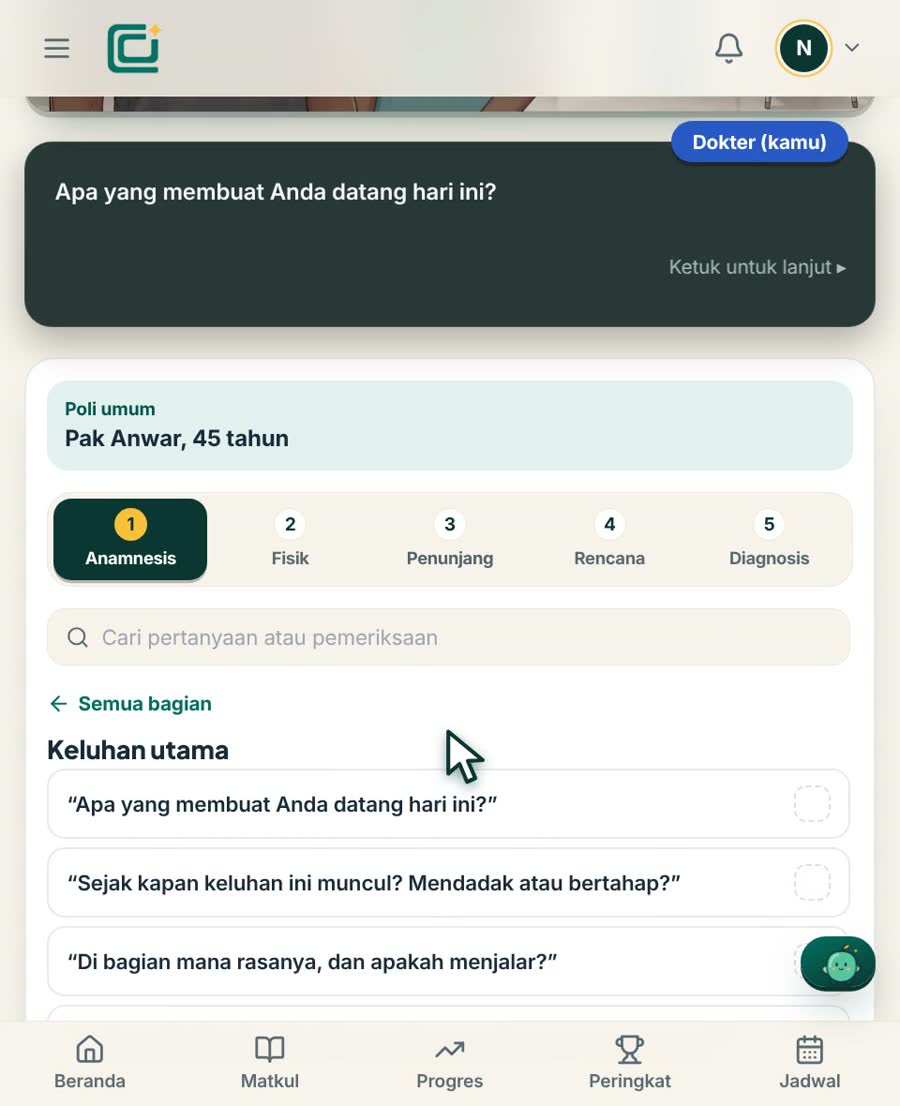 N
Dokter (kamu)
Apa yang membuat Anda datang hari ini?
Ketuk untuk lanjut ▸
Poli umum
Pak Anwar, 45 tahun
1
Anamnesis
2
Fisik
3
Penunjang
4
Rencana
5
Diagnosis
Cari pertanyaan atau pemeriksaan
← Semua bagian
Keluhan utama
“Apa yang membuat Anda datang hari ini?”
“Sejak kapan keluhan ini muncul? Mendadak atau bertahap?”
“Di bagian mana rasanya, dan apakah menjalar?”
Beranda
Matkul
Progres
Peringkat
Jadwal